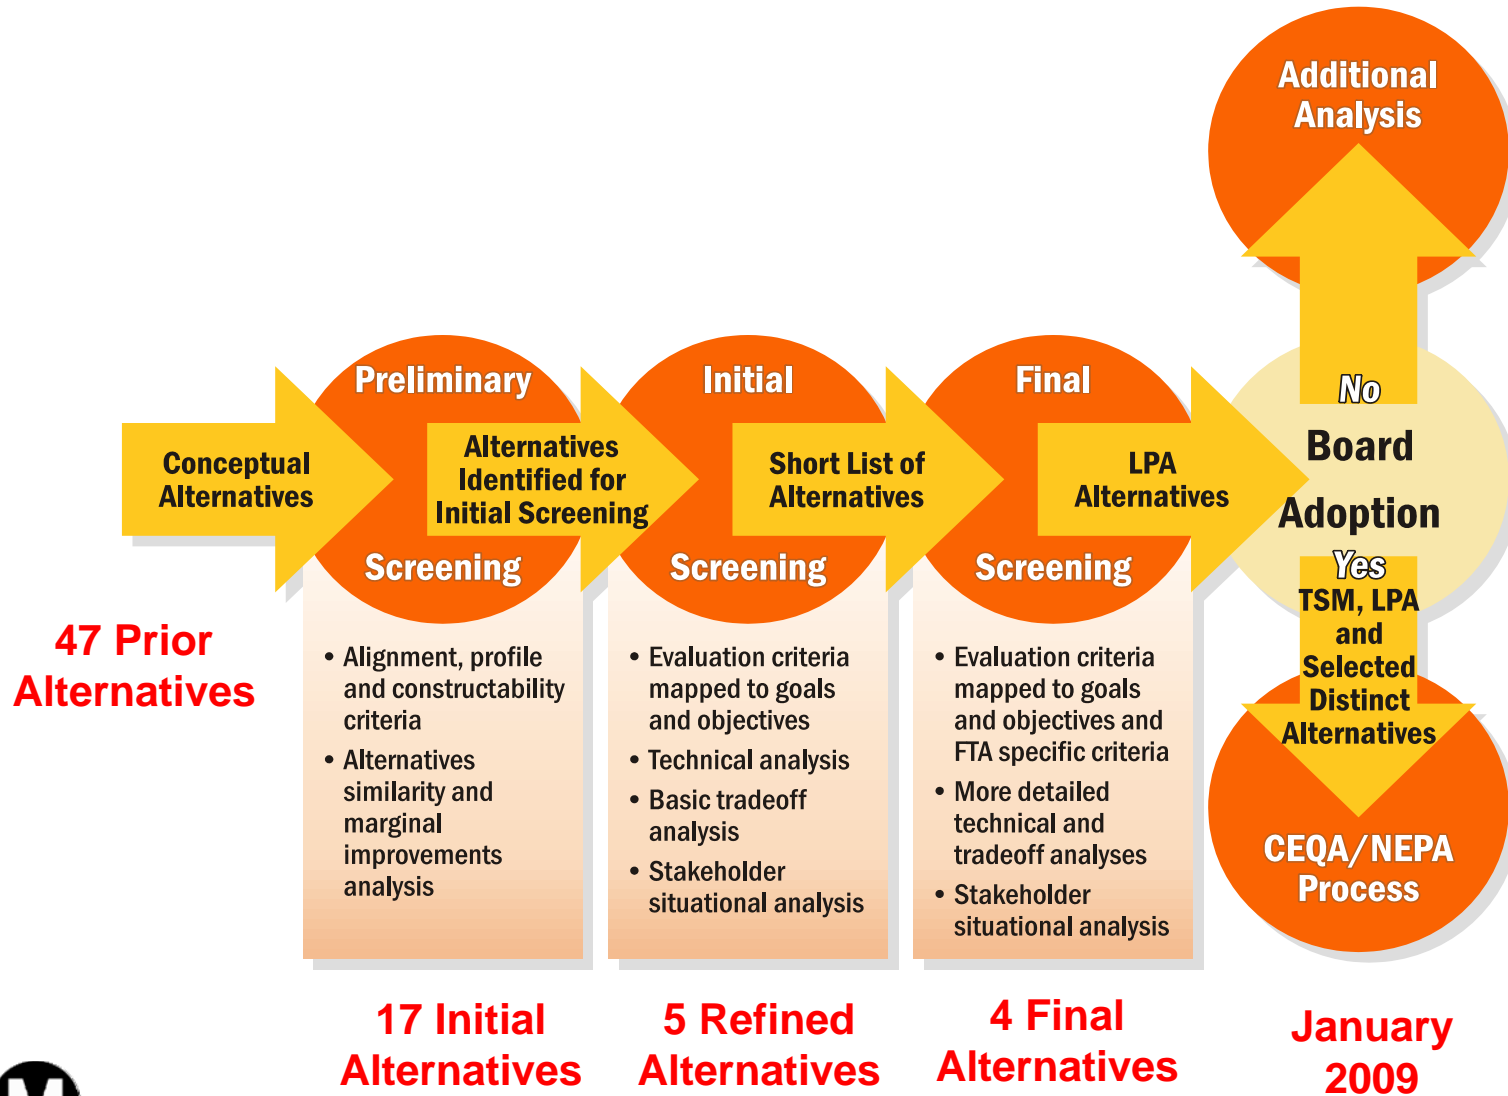 Additional
Analysis
No
Board
Adoption
Yes
TSM, LPA
and
Selected
Distinct
Alternatives
CEQA/NEPA
Process
Conceptual
Alternatives
Preliminary
Screening
Alternatives
Identified for
Initial Screening
Initial
Screening
Short List of
Alternatives
Final
Screening
LPA
Alternatives
47 Prior
Alternatives
• Alignment, profile
and constructability
criteria
• Alternatives
similarity and
marginal
improvements
analysis
• Evaluation criteria
mapped to goals
and objectives
• Technical analysis
• Basic tradeoff
analysis
• Stakeholder
situational analysis
• Evaluation criteria
mapped to goals
and objectives and
FTA specific criteria
• More detailed
technical and
tradeoff analyses
• Stakeholder
situational analysis
17 Initial
Alternatives
5 Refined
Alternatives
4 Final
Alternatives
January
2009
M